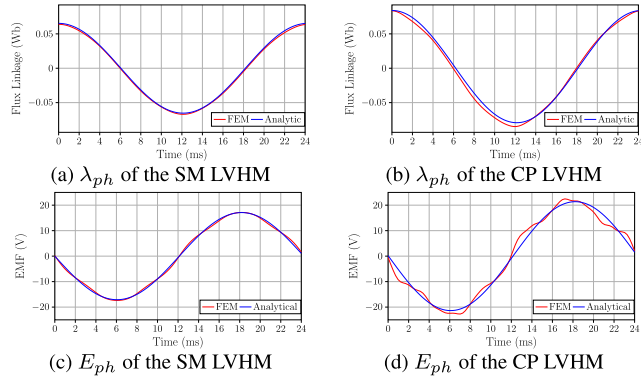 Flux Linkage (Wb)
0.05
0
−0.05
0 2 4 6 8 10 12 14 16 18 20 22 24
Time (ms)
FEM Analytic
(a) λph of the SM LVHM
Flux Linkage (Wb)
0.05
0
−0.05
0 2 4 6 8 10 12 14 16 18 20 22 24
Time (ms)
FEM Analytic
(b) λph of the CP LVHM
EMF (V)
20
10
0
−10
−20
0 2 4 6 8 10 12 14 16 18 20 22 24
Time (ms)
FEM Analytical
(c) Eph of the SM LVHM
EMF (V)
20
10
0
−10
−20
0 2 4 6 8 10 12 14 16 18 20 22 24
Time (ms)
FEM Analytical
(d) Eph of the CP LVHM